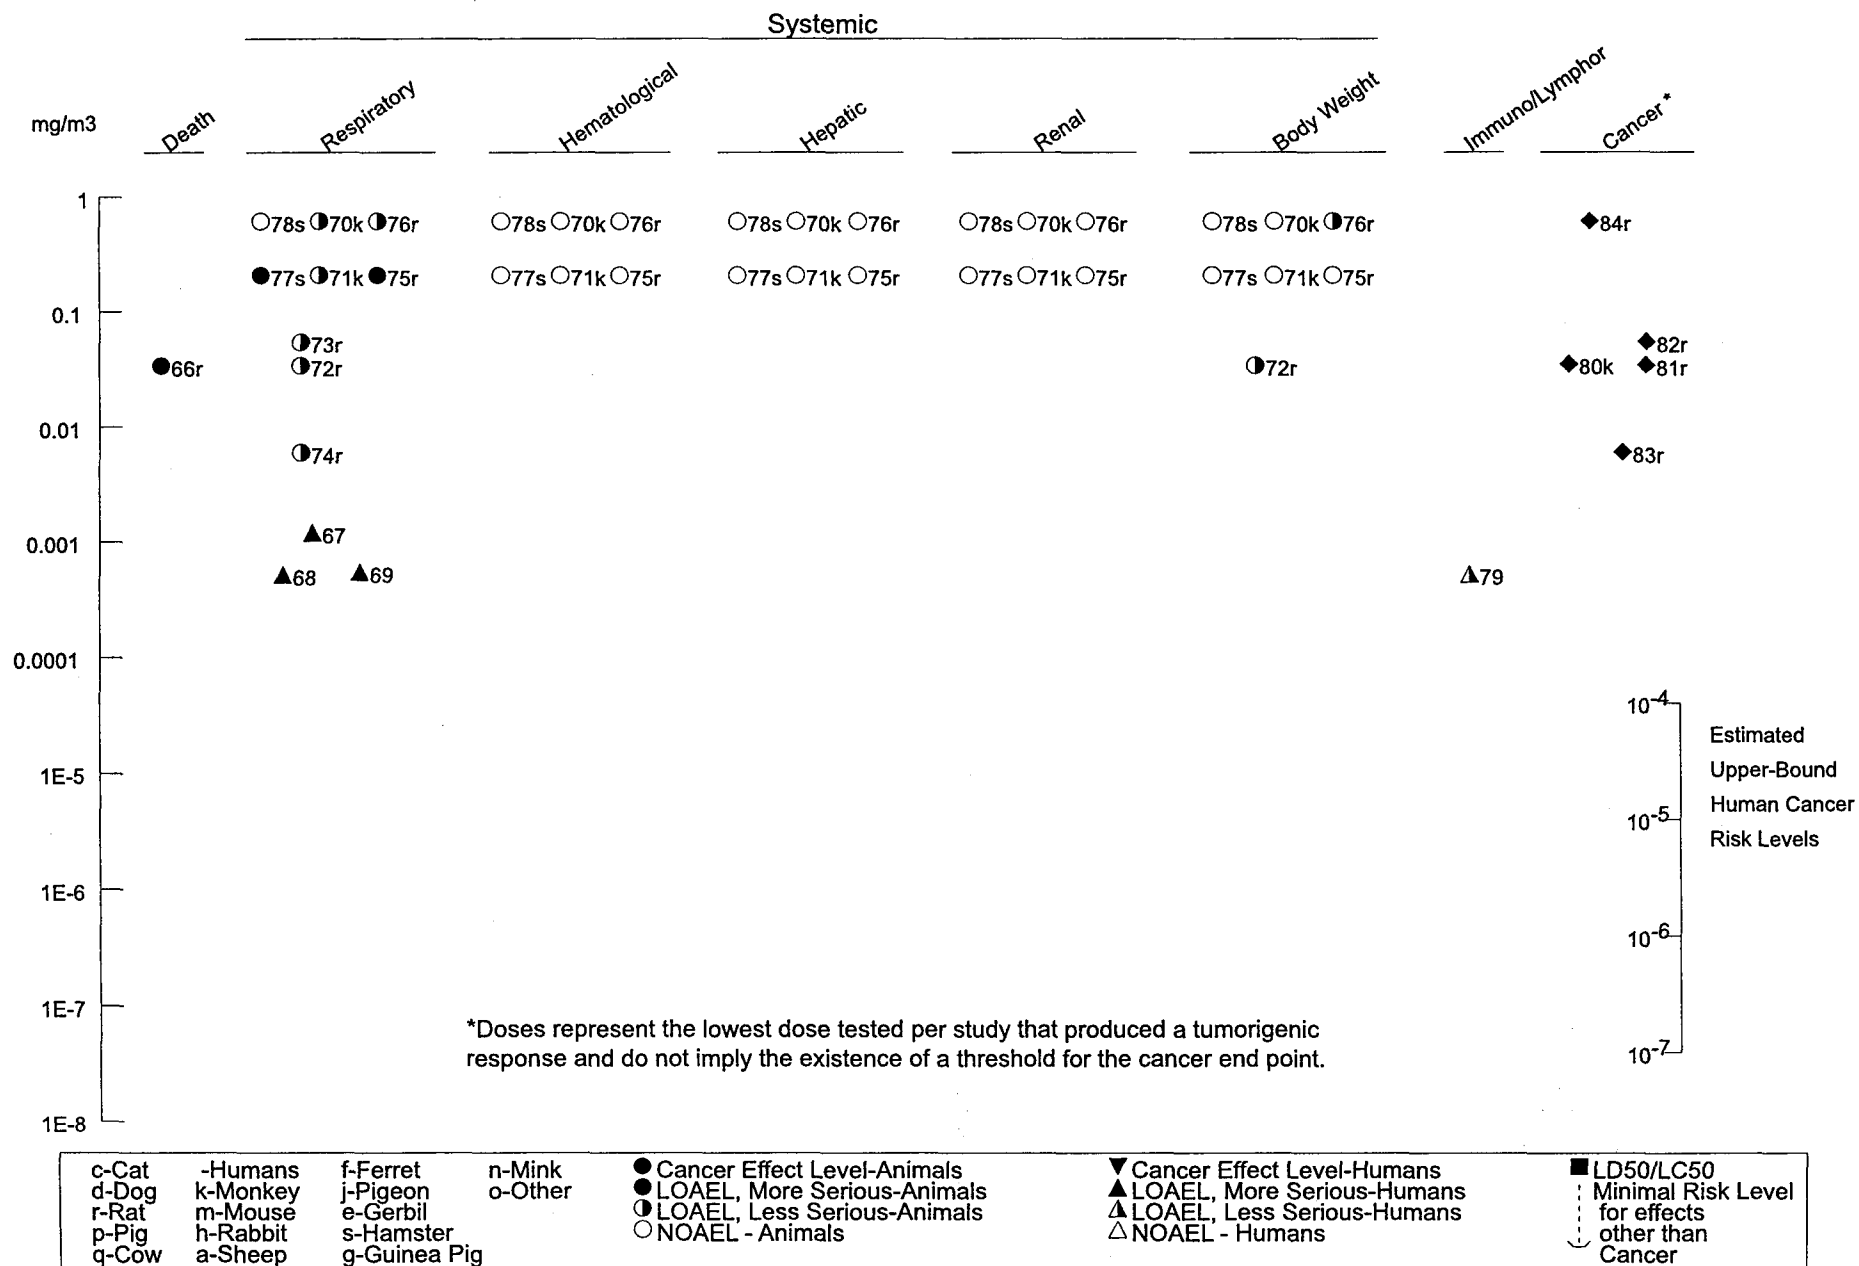 Systemic
mg/m3
Death
Respiratory
Hematological
Hepatic
Renal
Body Weight
Immuno/Lymphor
Cancer *
1
78s 70k 76r 78s 70k 76r 78s 70k 76r 78s 70k 76r 78s 70k 76r 84r
77s 71k 75r 77s 71k 75r 77s 71k 75r 77s 71k 75r 77s 71k 75r
0.1
73r 82r
66r 72r 72r 80k 81r
0.01
74r 83r
67
0.001
68 69 79
0.0001
10-4
Estimated
Upper-Bound
1E-5
Human Cancer
10-5
Risk Levels
1E-6
10-6
1E-7
*Doses represent the lowest dose tested per study that produced a tumorigenic
response and do not imply the existence of a threshold for the cancer end point.
10-7
1E-8
c-Cat -Humans f-Ferret n-Mink Cancer Effect Level-Animals Cancer Effect Level-Humans LD50/LC50
d-Dog k-Monkey j-Pigeon o-Other LOAEL, More Serious-Animals LOAEL, More Serious-Humans Minimal Risk Level
r-Rat m-Mouse e-Gerbil LOAEL, Less Serious-Animals LOAEL, Less Serious-Humans for effects
p-Pig h-Rabbit s-Hamster NOAEL - Animals NOAEL - Humans other than
q-Cow a-Sheep g-Guinea Pig Cancer